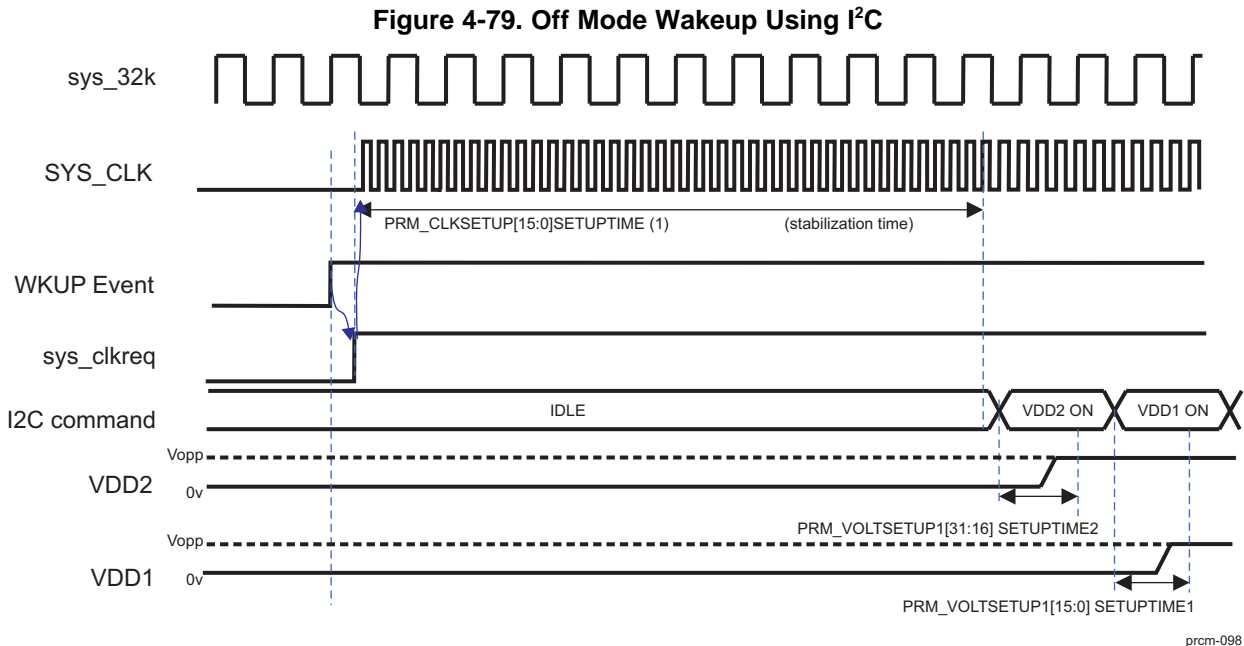 Figure 4-79. Off Mode Wakeup Using I²C
sys_32k
SYS_CLK
PRM_CLKSETUP[15:0]SETUPTIME (1) (stabilization time)
WKUP Event
sys_clkreq
I2C command
IDLE
VDD2 ON
VDD1 ON
Vopp
VDD2
0v
PRM_VOLTSETUP1[31:16] SETUPTIME2
Vopp
VDD1
0v
PRM_VOLTSETUP1[15:0] SETUPTIME1
prcm-098